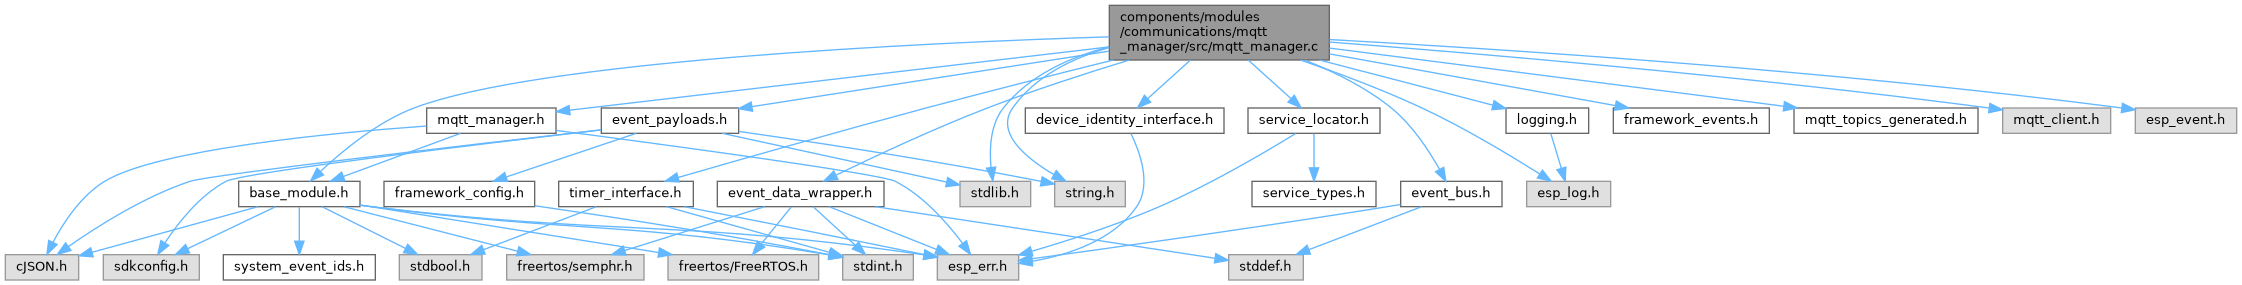 components/modules
/communications/mqtt
_manager/src/mqtt_manager.c
mqtt_manager.h
event_payloads.h
device_identity_interface.h
service_locator.h
logging.h
framework_events.h
mqtt_topics_generated.h
mqtt_client.h
esp_event.h
base_module.h
framework_config.h
timer_interface.h
event_data_wrapper.h
stdlib.h
string.h
service_types.h
event_bus.h
esp_log.h
cJSON.h
sdkconfig.h
system_event_ids.h
stdbool.h
freertos/semphr.h
freertos/FreeRTOS.h
stdint.h
esp_err.h
stddef.h